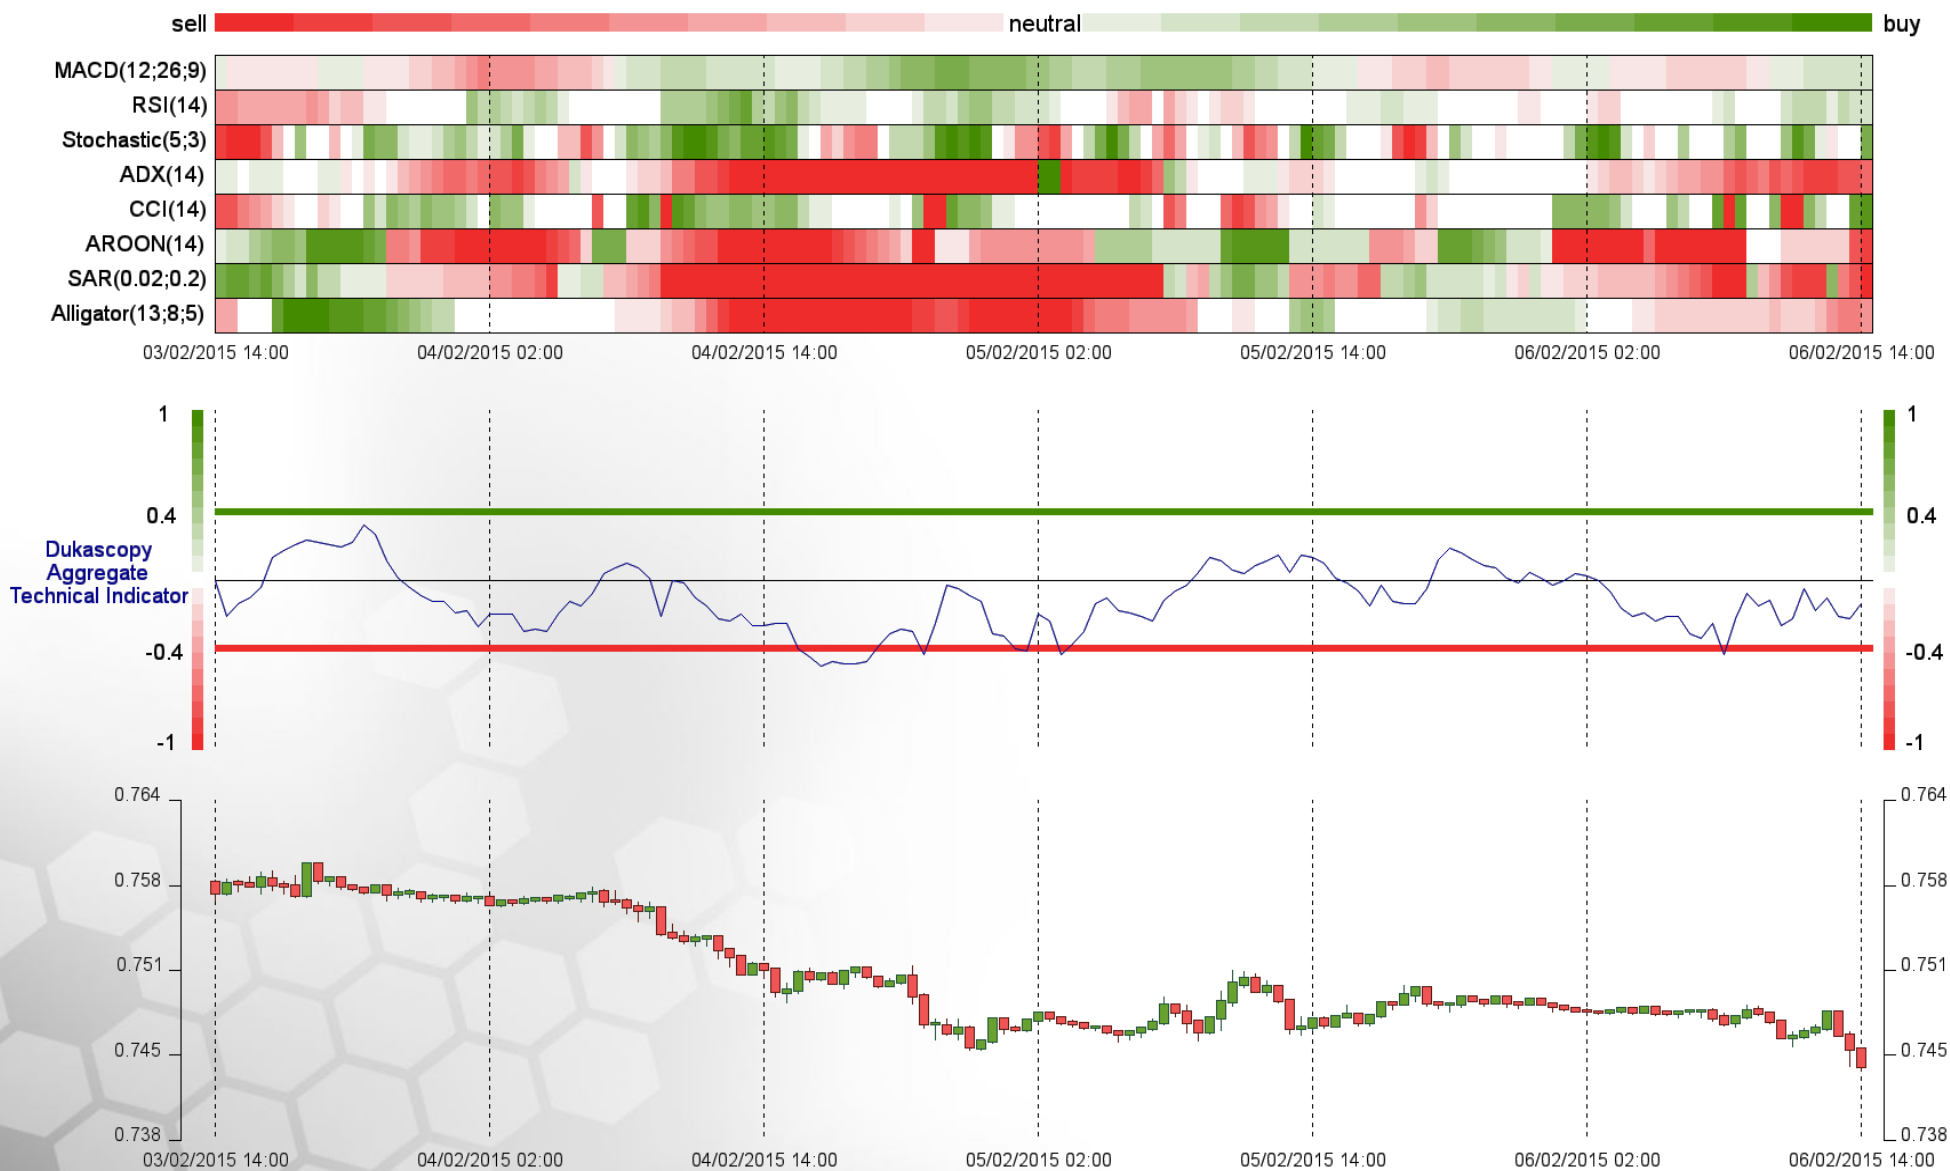 sell neutral buy
MACD(12;26;9)
RSI(14)
Stochastic(5;3)
ADX(14)
CCI(14)
AROON(14)
SAR(0.02;0.2)
Alligator(13;8;5)
03/02/2015 14:00 04/02/2015 02:00 04/02/2015 14:00 05/02/2015 02:00 05/02/2015 14:00 06/02/2015 02:00 06/02/2015 14:00
1 1
0.4 0.4
Dukascopy
Aggregate
Technical Indicator
-0.4 -0.4
-1 -1
0.764 0.764
0.758 0.758
0.751 0.751
0.745 0.745
0.738 0.738
03/02/2015 14:00 04/02/2015 02:00 04/02/2015 14:00 05/02/2015 02:00 05/02/2015 14:00 06/02/2015 02:00 06/02/2015 14:00